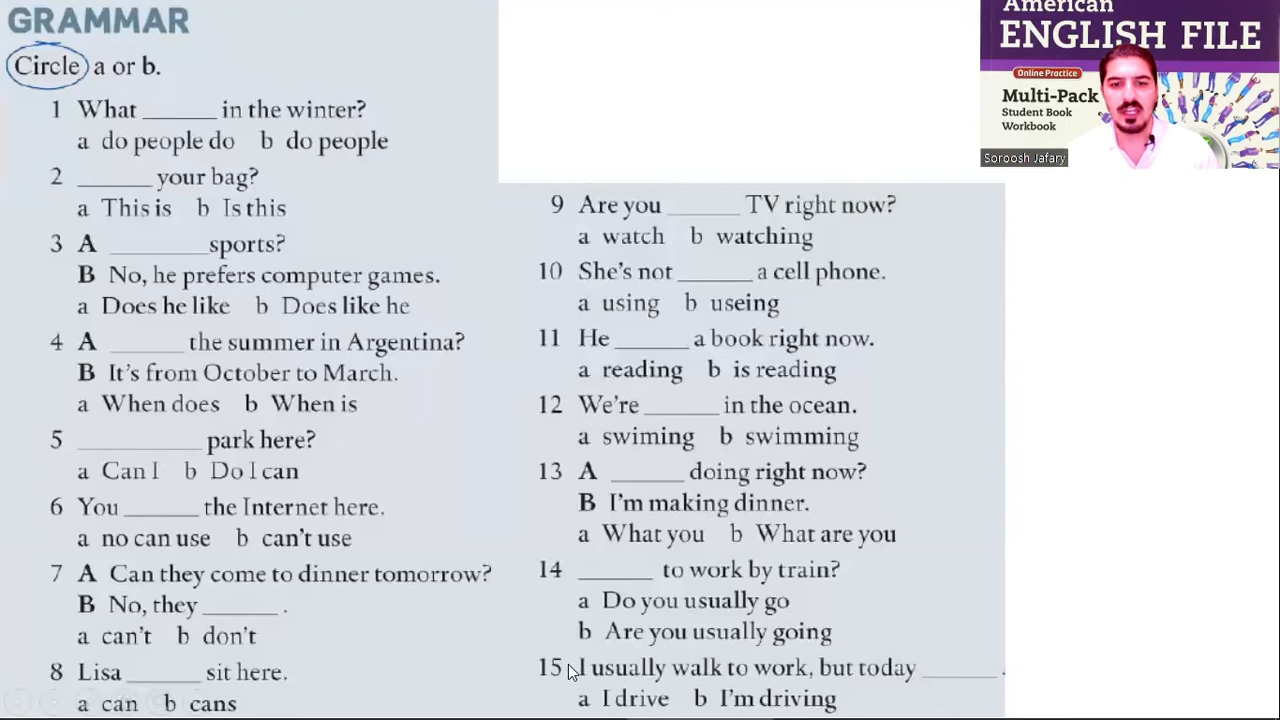 GRAMMAR
Circle a or b.
1 What ______ in the winter?
a do people do b do people
2 ______ your bag?
a This is b Is this
3 A ________ sports?
B No, he prefers computer games.
a Does he like b Does like he
4 A ______ the summer in Argentina?
B It's from October to March.
a When does b When is
5 __________ park here?
a Can I b Do I can
6 You ______ the Internet here.
a no can use b can't use
7 A Can they come to dinner tomorrow?
B No, they ______ .
a can't b don't
8 Lisa ______ sit here.
a can b cans
9 Are you ______ TV right now?
a watch b watching
10 She's not ______ a cell phone.
a using b useing
11 He ______ a book right now.
a reading b is reading
12 We're ______ in the ocean.
a swiming b swimming
13 A ______ doing right now?
B I'm making dinner.
a What you b What are you
14 ______ to work by train?
a Do you usually go
b Are you usually going
15 I usually walk to work, but today ______ .
a I drive b I'm driving
American
ENGLISH FILE
Online Practice
Multi-Pack
Student Book
Workbook
Soroosh Jafary